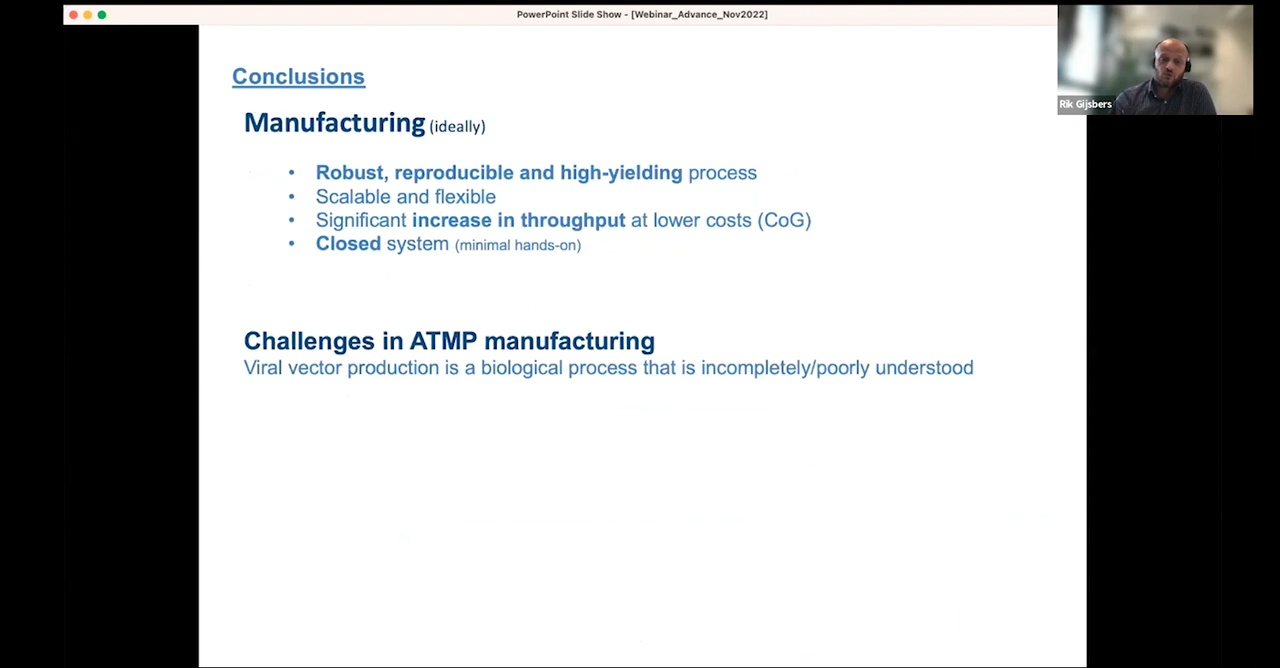 PowerPoint Slide Show - [Webinar_Advance_Nov2022]
Rik Gijsbers
Conclusions
Manufacturing (ideally)
• Robust, reproducible and high-yielding process
• Scalable and flexible
• Significant increase in throughput at lower costs (CoG)
• Closed system (minimal hands-on)
Challenges in ATMP manufacturing
Viral vector production is a biological process that is incompletely/poorly understood